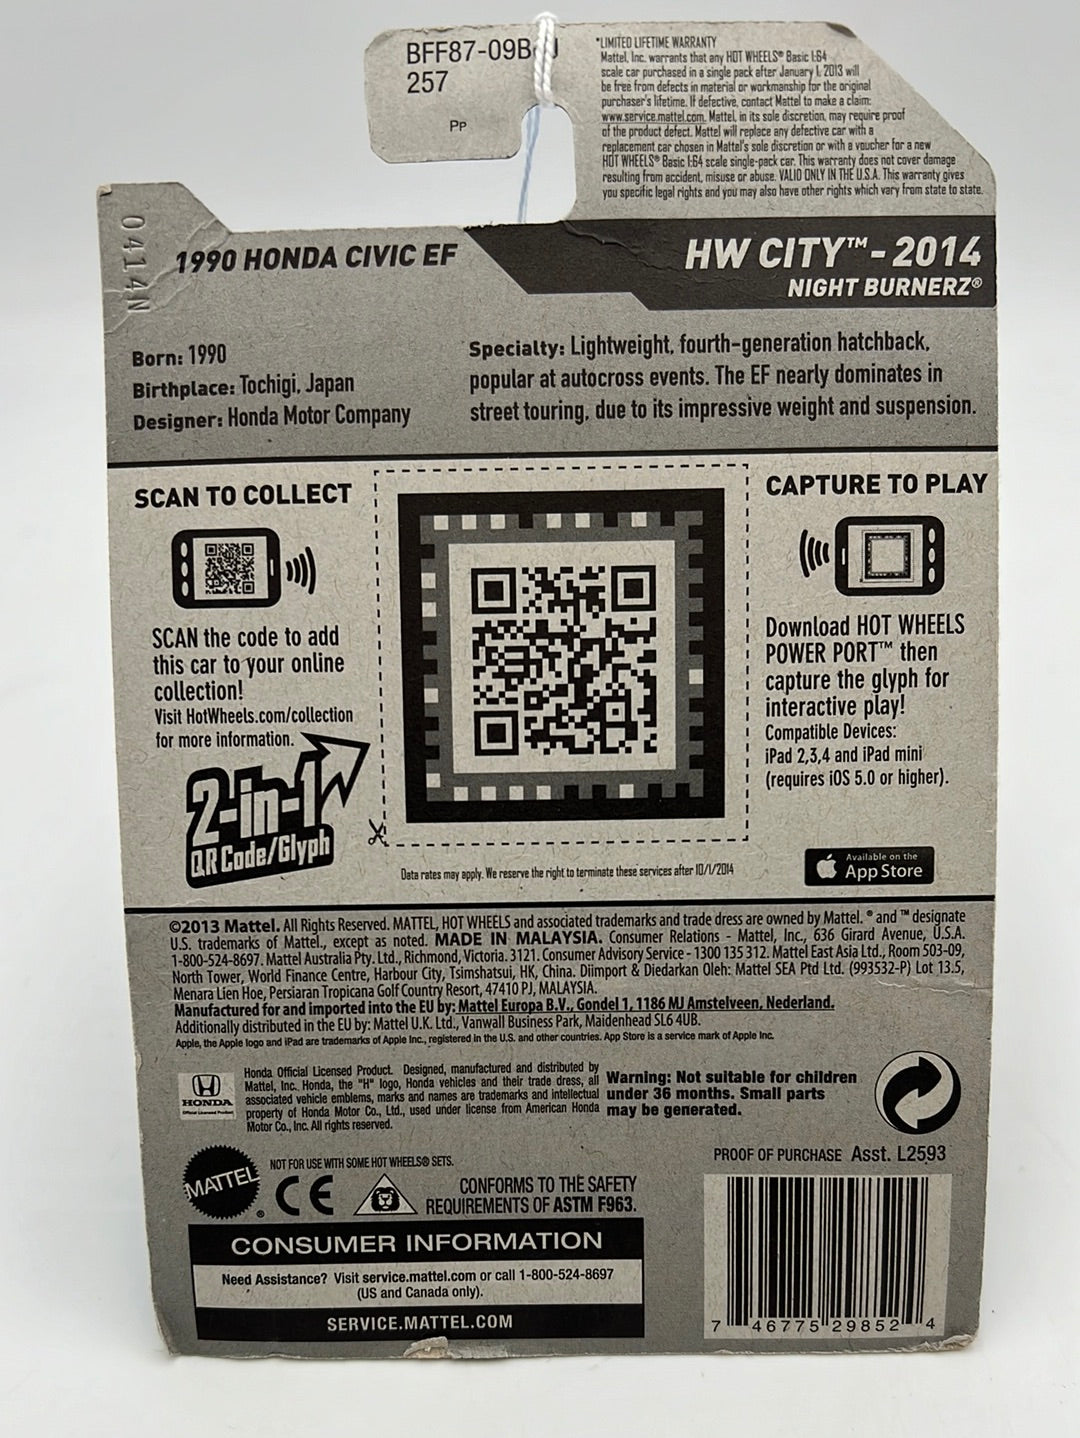 BFF87-09B
257
Pp
*LIMITED LIFETIME WARRANTY
Mattel, Inc. warrants that any HOT WHEELS® Basic 1:64
scale car purchased in a single pack after January 1, 2013 will
be free from defects in material or workmanship for the original
purchaser's lifetime. If defective, contact Mattel to make a claim:
www.service.mattel.com. Mattel, in its sole discretion, may require proof
of the product defect. Mattel will replace any defective car with a
replacement car chosen in Mattel's sole discretion or with a voucher for a new
HOT WHEELS® Basic 1:64 scale single-pack car. This warranty does not cover damage
resulting from accident, misuse or abuse. VALID ONLY IN THE U.S.A. This warranty gives
you specific legal rights and you may also have other rights which vary from state to state.
0414N
1990 HONDA CIVIC EF
HW CITY™ - 2014
NIGHT BURNERZ®
Born: 1990
Birthplace: Tochigi, Japan
Designer: Honda Motor Company
Specialty: Lightweight, fourth-generation hatchback,
popular at autocross events. The EF nearly dominates in
street touring, due to its impressive weight and suspension.
SCAN TO COLLECT
SCAN the code to add
this car to your online
collection!
Visit HotWheels.com/collection
for more information.
2-in-1
QR Code/Glyph
CAPTURE TO PLAY
Download HOT WHEELS
POWER PORT™ then
capture the glyph for
interactive play!
Compatible Devices:
iPad 2,3,4 and iPad mini
(requires iOS 5.0 or higher).
Available on the
App Store
Data rates may apply. We reserve the right to terminate these services after 10/1/2014
©2013 Mattel. All Rights Reserved. MATTEL, HOT WHEELS and associated trademarks and trade dress are owned by Mattel. ® and ™ designate
U.S. trademarks of Mattel., except as noted. MADE IN MALAYSIA. Consumer Relations - Mattel, Inc., 636 Girard Avenue, U.S.A.
1-800-524-8697. Mattel Australia Pty. Ltd., Richmond, Victoria. 3121. Consumer Advisory Service - 1300 135 312. Mattel East Asia Ltd., Room 503-09,
North Tower, World Finance Centre, Harbour City, Tsimshatsui, HK, China. Diimport & Diedarkan Oleh: Mattel SEA Ptd Ltd. (993532-P) Lot 13.5,
Menara Lien Hoe, Persiaran Tropicana Golf Country Resort, 47410 PJ, MALAYSIA.
Manufactured for and imported into the EU by: Mattel Europa B.V., Gondel 1, 1186 MJ Amstelveen, Nederland.
Additionally distributed in the EU by: Mattel U.K. Ltd., Vanwall Business Park, Maidenhead SL6 4UB.
Apple, the Apple logo and iPad are trademarks of Apple Inc., registered in the U.S. and other countries. App Store is a service mark of Apple Inc.
HONDA
Official Licensed Product
Honda Official Licensed Product. Designed, manufactured and distributed by
Mattel, Inc. Honda, the "H" logo, Honda vehicles and their trade dress, all
associated vehicle emblems, marks and names are trademarks and intellectual
property of Honda Motor Co., Ltd., used under license from American Honda
Motor Co., Inc. All rights reserved.
Warning: Not suitable for children
under 36 months. Small parts
may be generated.
MATTEL®
NOT FOR USE WITH SOME HOT WHEELS® SETS.
CE
CONFORMS TO THE SAFETY
REQUIREMENTS OF ASTM F963.
PROOF OF PURCHASE Asst. L2593
CONSUMER INFORMATION
Need Assistance? Visit service.mattel.com or call 1-800-524-8697
(US and Canada only).
SERVICE.MATTEL.COM
7 46775 29852 4